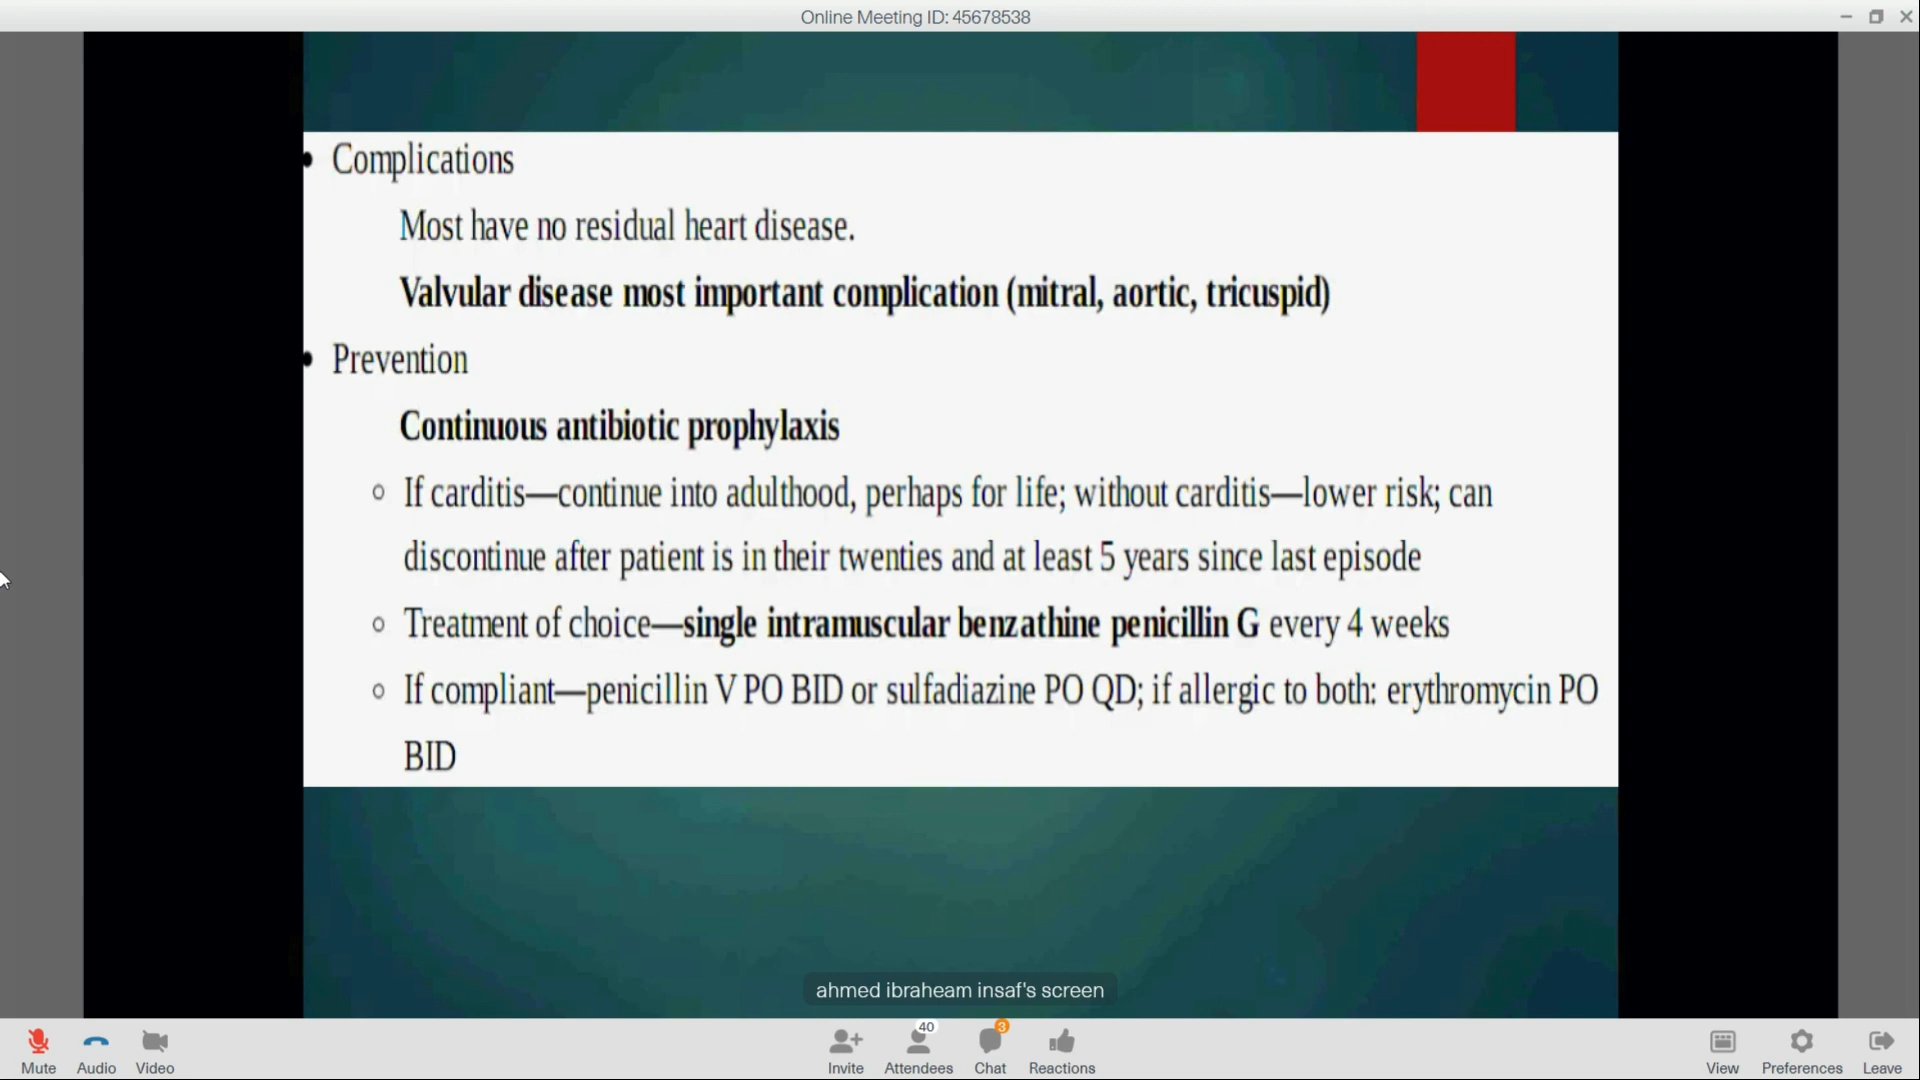 Online Meeting ID: 45678538
• Complications
Most have no residual heart disease.
Valvular disease most important complication (mitral, aortic, tricuspid)
• Prevention
Continuous antibiotic prophylaxis
○ If carditis—continue into adulthood, perhaps for life; without carditis—lower risk; can
discontinue after patient is in their twenties and at least 5 years since last episode
○ Treatment of choice—single intramuscular benzathine penicillin G every 4 weeks
○ If compliant—penicillin V PO BID or sulfadiazine PO QD; if allergic to both: erythromycin PO
BID
ahmed ibraheam insaf's screen
40
3
Mute Audio Video Invite Attendees Chat Reactions View Preferences Leave